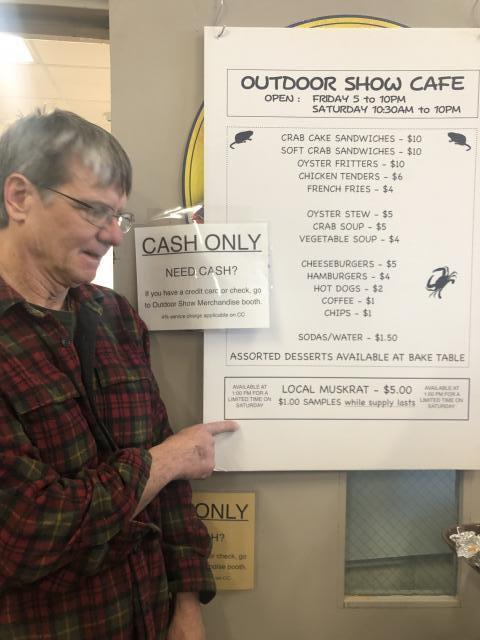 OUTDOOR SHOW CAFE
OPEN : FRIDAY 5 to 10PM
SATURDAY 10:30AM to 10PM
CRAB CAKE SANDWICHES - $10
SOFT CRAB SANDWICHES - $10
OYSTER FRITTERS - $10
CHICKEN TENDERS - $6
FRENCH FRIES - $4
OYSTER STEW - $5
CRAB SOUP - $5
VEGETABLE SOUP - $4
CHEESEBURGERS - $5
HAMBURGERS - $4
HOT DOGS - $2
COFFEE - $1
CHIPS - $1
SODAS/WATER - $1.50
ASSORTED DESSERTS AVAILABLE AT BAKE TABLE
AVAILABLE AT
1:00 PM FOR A
LIMITED TIME ON
SATURDAY
LOCAL MUSKRAT - $5.00
$1.00 SAMPLES while supply lasts
AVAILABLE AT
1:00 PM FOR A
LIMITED TIME ON
SATURDAY
CASH ONLY
NEED CASH?
If you have a credit card or check, go
to Outdoor Show Merchandise booth.
4% service charge applicable on CC
ONLY
H?
or check, go
booth.
on CC